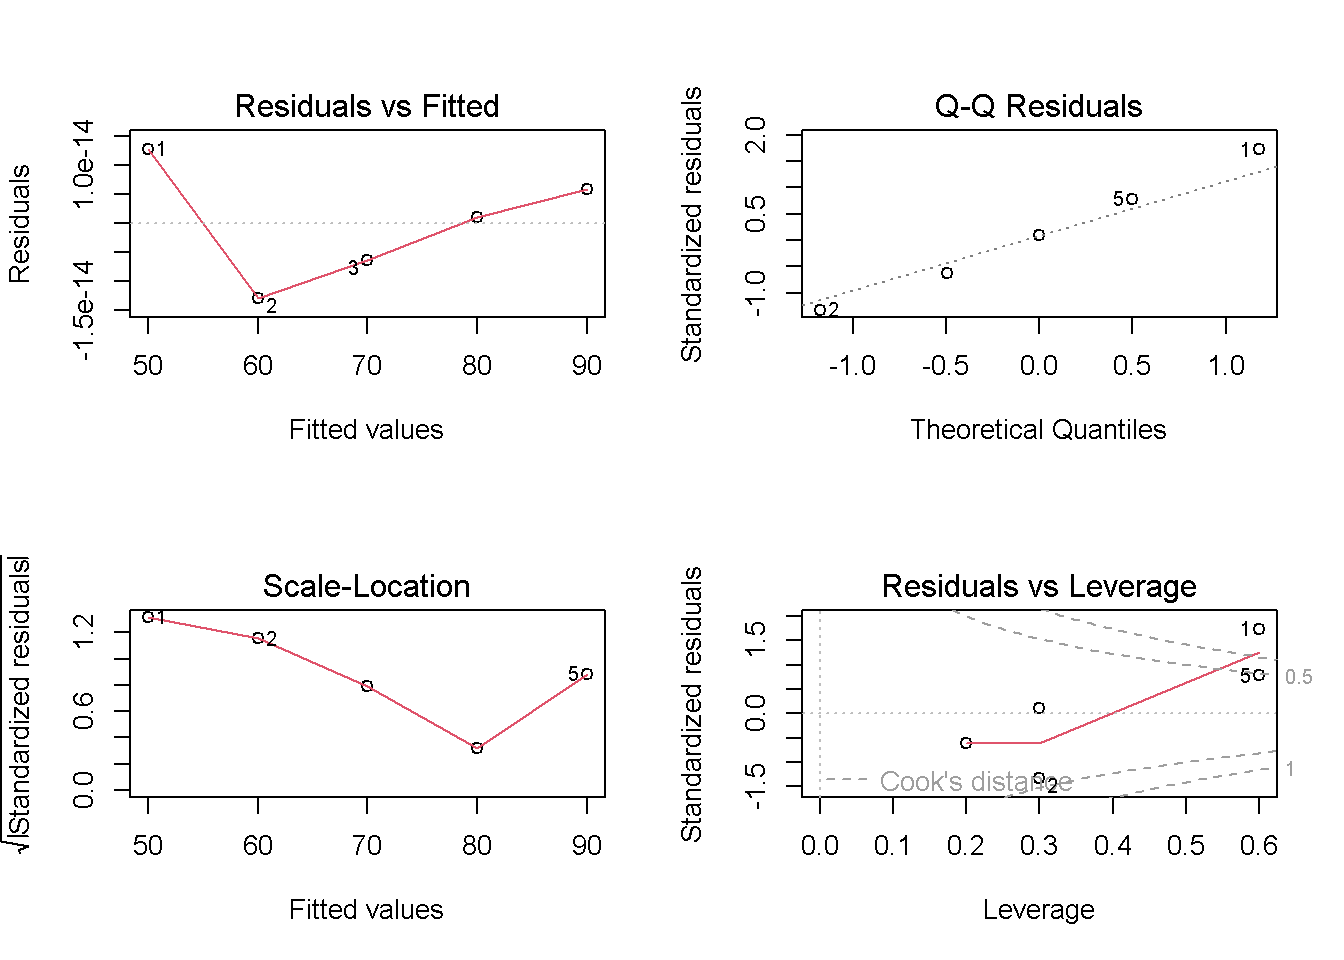 Residuals vs Fitted
Residuals
1.0e-14
-1.5e-14
1
2
3
50 60 70 80 90
Fitted values
Q-Q Residuals
Standardized residuals
2.0
0.5
-1.0
1
5
2
-1.0 -0.5 0.0 0.5 1.0
Theoretical Quantiles
Scale-Location
√|Standardized residuals|
1.2
0.6
0.0
1
2
5
50 60 70 80 90
Fitted values
Residuals vs Leverage
Standardized residuals
1.5
0.0
-1.5
1
5
2
0.5
1
Cook's distance
0.0 0.1 0.2 0.3 0.4 0.5 0.6
Leverage